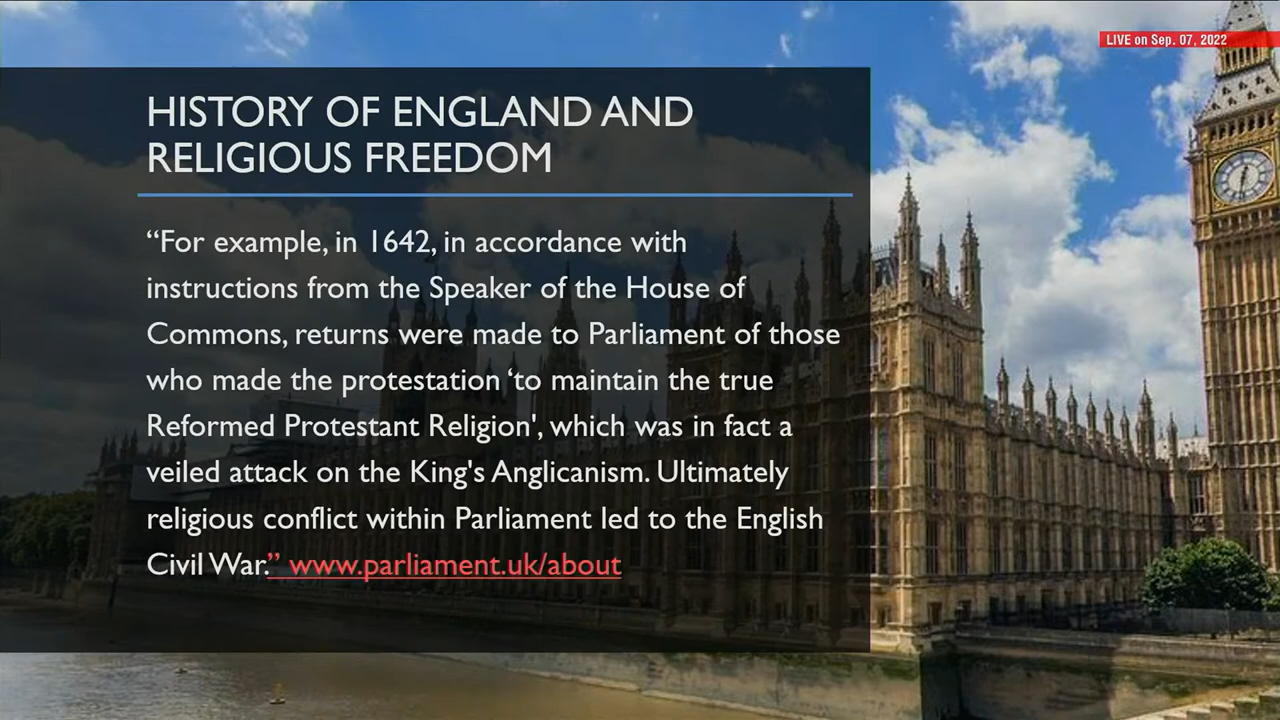 LIVE on Sep. 07, 2022
HISTORY OF ENGLAND AND
RELIGIOUS FREEDOM
“For example, in 1642, in accordance with
instructions from the Speaker of the House of
Commons, returns were made to Parliament of those
who made the protestation ‘to maintain the true
Reformed Protestant Religion', which was in fact a
veiled attack on the King's Anglicanism. Ultimately
religious conflict within Parliament led to the English
Civil War.” www.parliament.uk/about